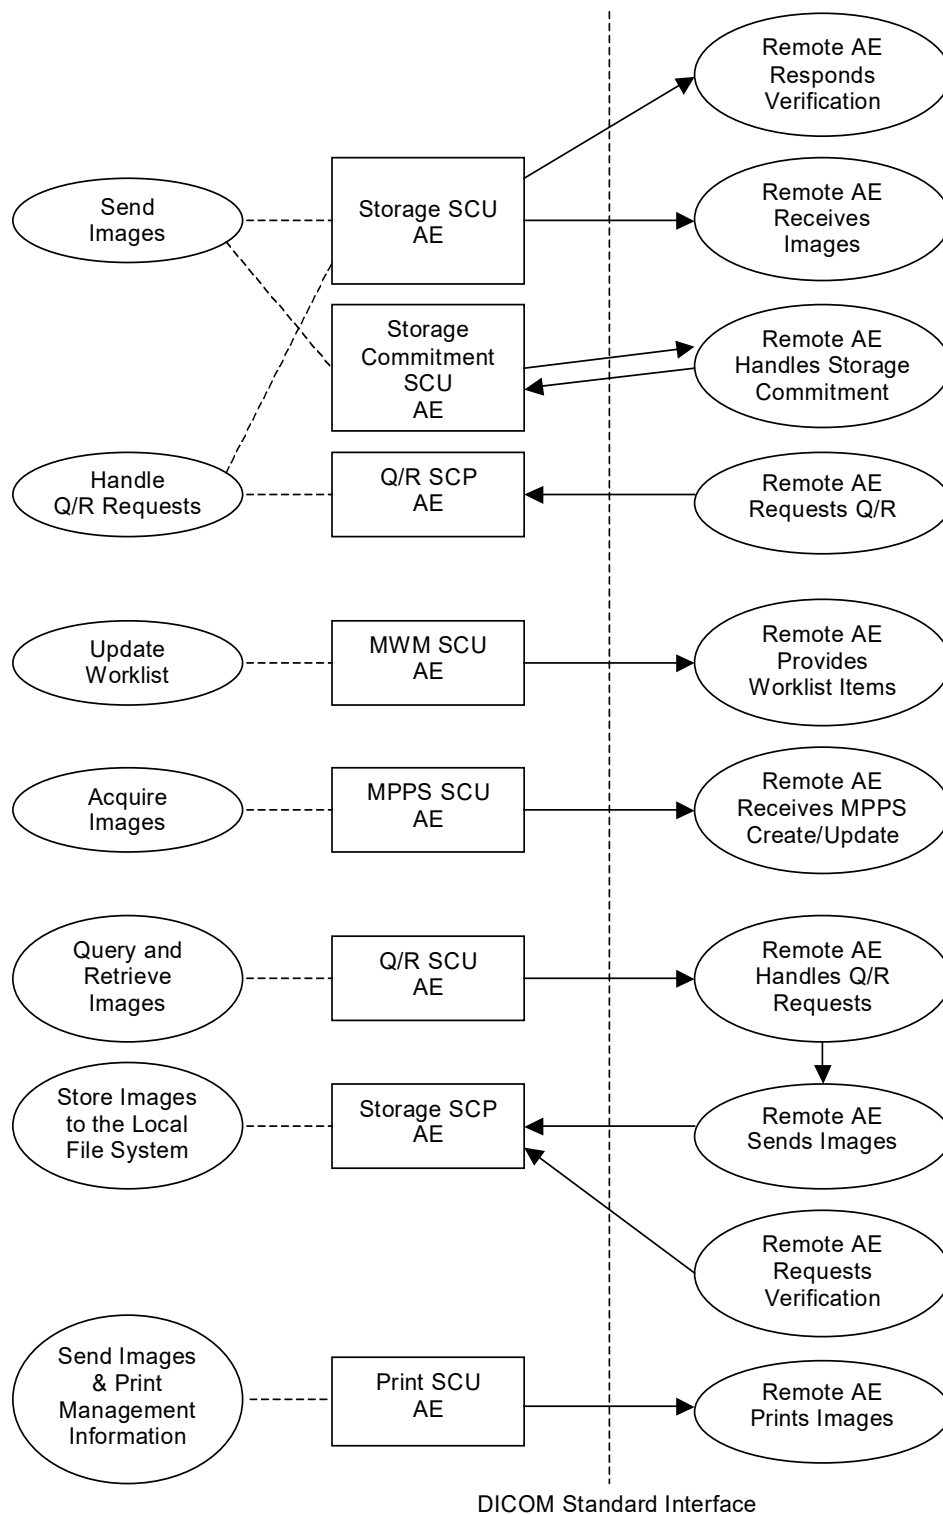 Remote AE
Responds
Verification
Send
Images
Storage SCU
AE
Remote AE
Receives
Images
Storage
Commitment
SCU
AE
Remote AE
Handles Storage
Commitment
Handle
Q/R Requests
Q/R SCP
AE
Remote AE
Requests Q/R
Update
Worklist
MWM SCU
AE
Remote AE
Provides
Worklist Items
Acquire
Images
MPPS SCU
AE
Remote AE
Receives MPPS
Create/Update
Query and
Retrieve
Images
Q/R SCU
AE
Remote AE
Handles Q/R
Requests
Store Images
to the Local
File System
Storage SCP
AE
Remote AE
Sends Images
Remote AE
Requests
Verification
Send Images
& Print
Management
Information
Print SCU
AE
Remote AE
Prints Images
DICOM Standard Interface